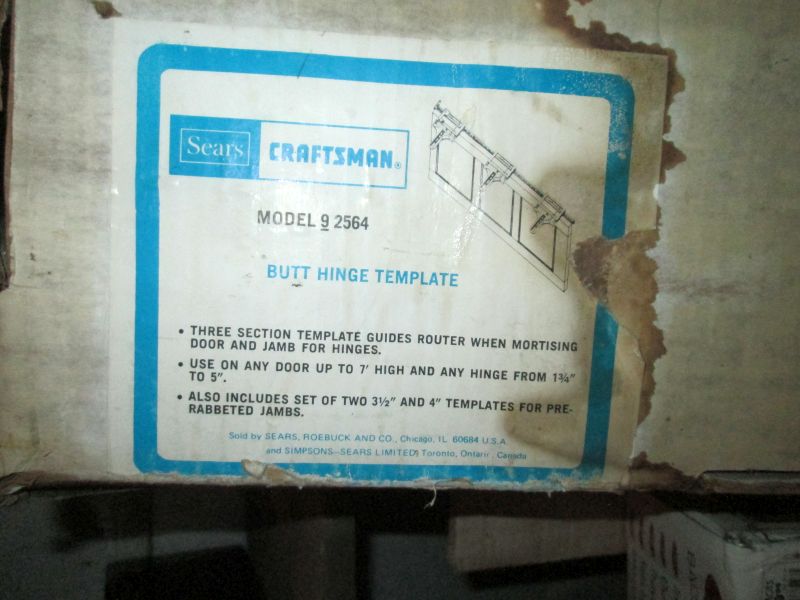 Sears CRAFTSMAN®
MODEL 9 2564
BUTT HINGE TEMPLATE
• THREE SECTION TEMPLATE GUIDES ROUTER WHEN MORTISING
DOOR AND JAMB FOR HINGES.
• USE ON ANY DOOR UP TO 7' HIGH AND ANY HINGE FROM 1¾"
TO 5".
• ALSO INCLUDES SET OF TWO 3½" AND 4" TEMPLATES FOR PRE-
RABBETED JAMBS.
Sold by SEARS, ROEBUCK AND CO., Chicago, IL 60684 U.S.A.
and SIMPSONS-SEARS LIMITED, Toronto, Ontario, Canada